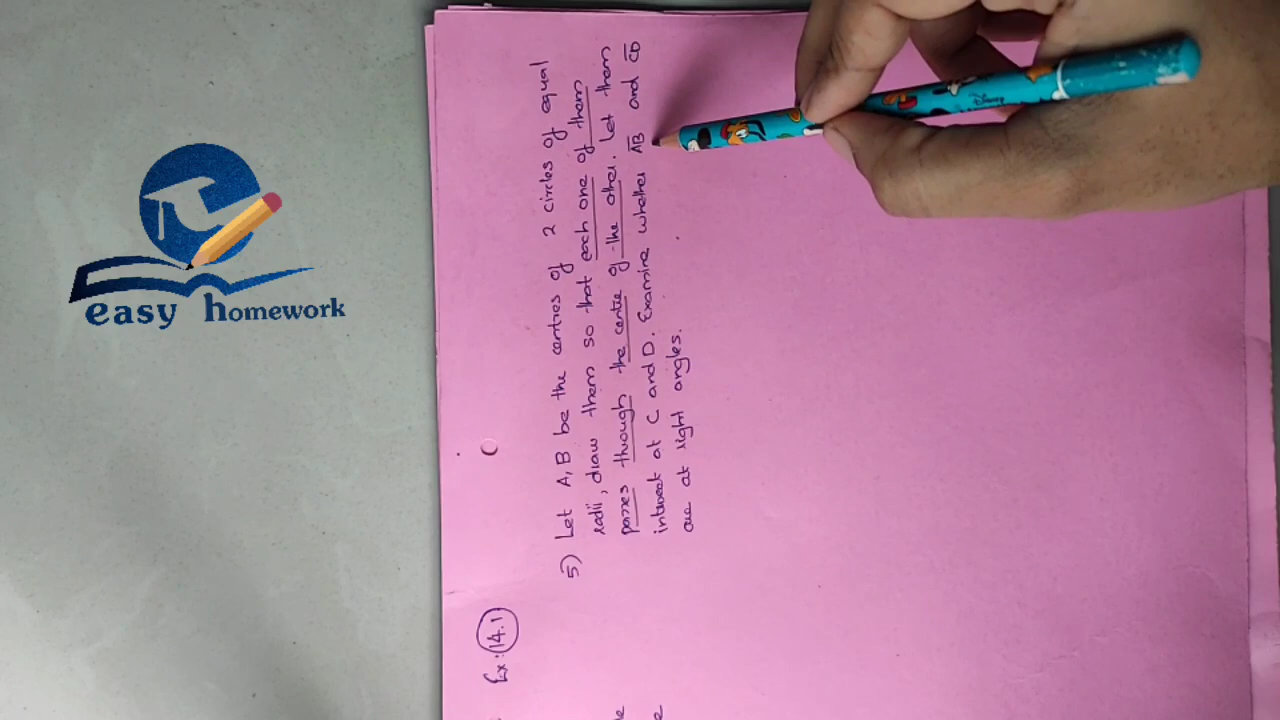 easy homework
Ex: 14.1
5) Let A, B be the centres of 2 circles of equal
radii, draw them so that each one of them
passes through the centre of the other. Let them
intersect at C and D. Examine whether AB and CD
are at right angles.
Disney